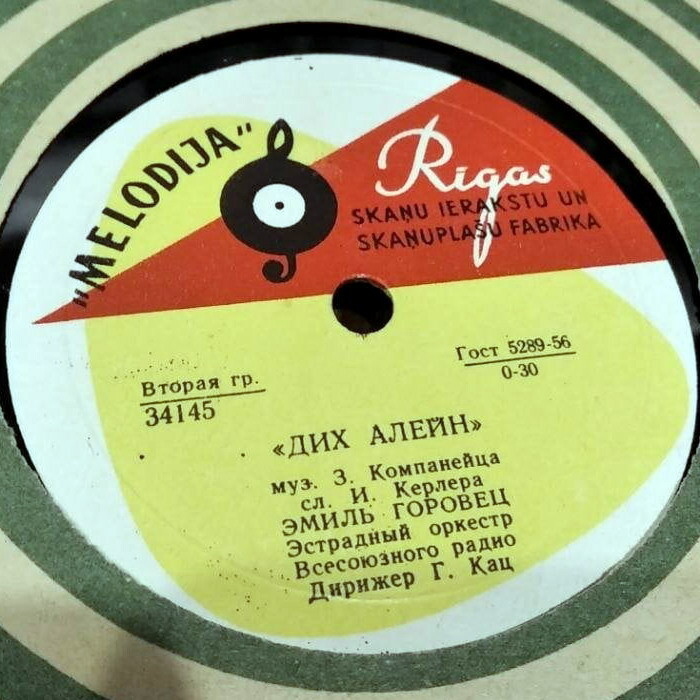 "MELODIJA"
Rigas
SKAŅU IERAKSTU UN
SKAŅUPLAŠU FABRIKA
Гост 5289-56
0-30
Вторая гр.
34145
«ДИХ АЛЕЙН»
муз. З. Компанейца
сл. И. Керлера
ЭМИЛЬ ГОРОВЕЦ
Эстрадный оркестр
Всесоюзного радио
Дирижер Г. Кац